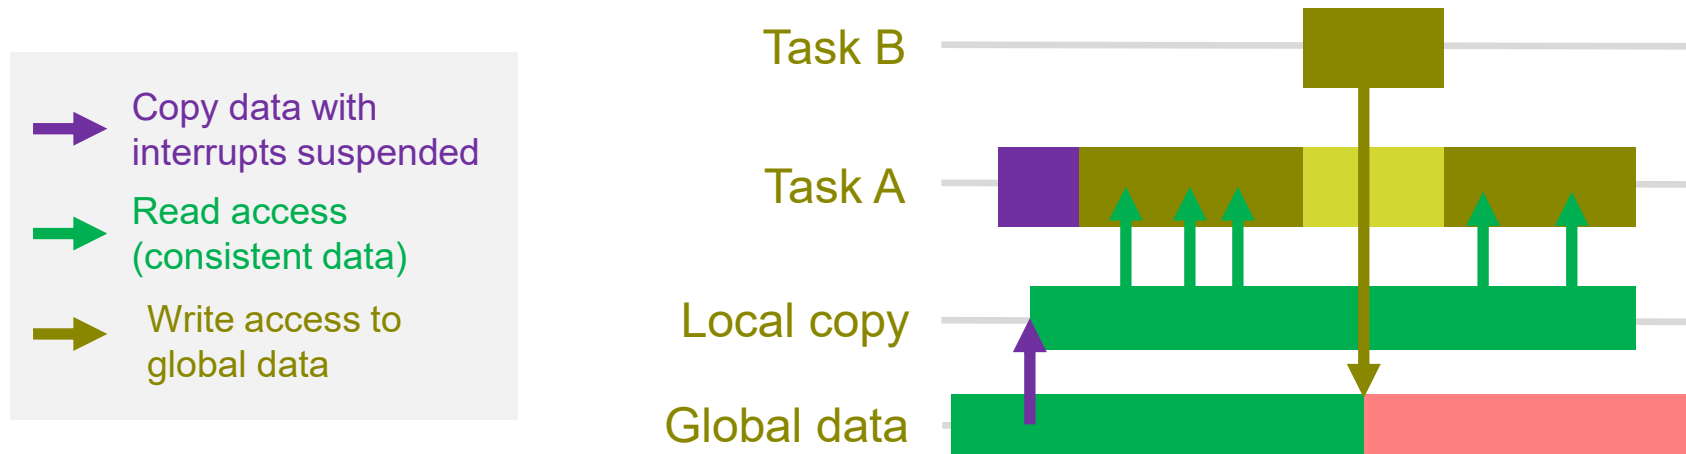 Copy data with
interrupts suspended
Read access
(consistent data)
Write access to
global data
Task B
Task A
Local copy
Global data